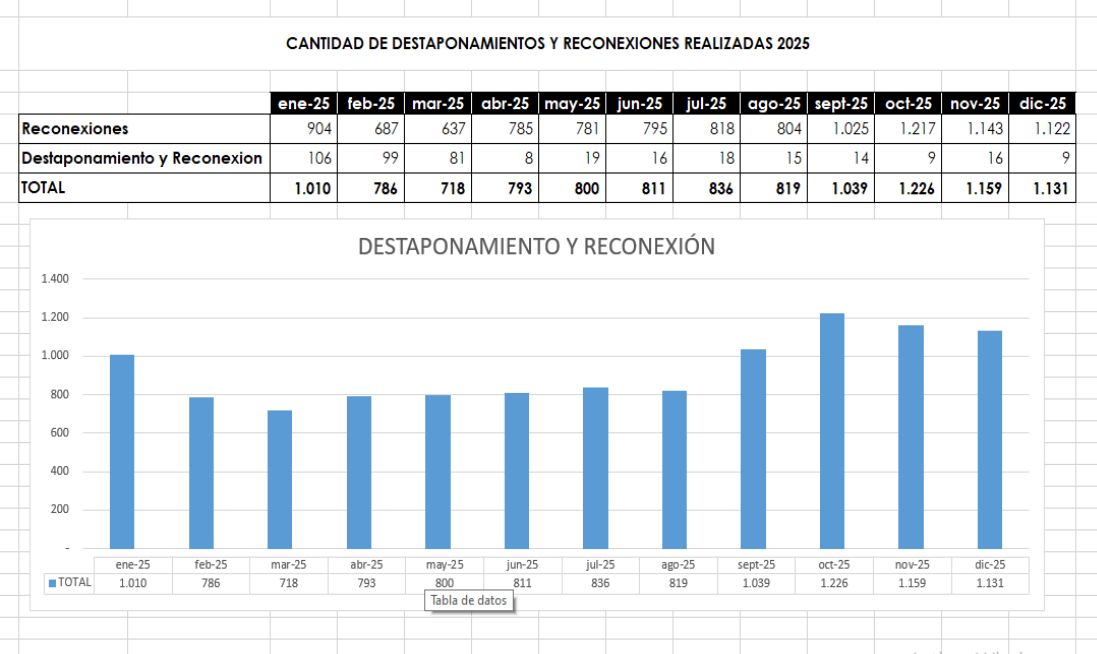 CANTIDAD DE DESTAPONAMIENTOS Y RECONEXIONES REALIZADAS 2025
ene-25 feb-25 mar-25 abr-25 may-25 jun-25 jul-25 ago-25 sept-25 oct-25 nov-25 dic-25
Reconexiones 904 687 637 785 781 795 818 804 1.025 1.217 1.143 1.122
Destaponamiento y Reconexion 106 99 81 8 19 16 18 15 14 9 16 9
TOTAL 1.010 786 718 793 800 811 836 819 1.039 1.226 1.159 1.131
DESTAPONAMIENTO Y RECONEXIÓN
1.400
1.200
1.000
800
600
400
200
-
ene-25 feb-25 mar-25 abr-25 may-25 jun-25 jul-25 ago-25 sept-25 oct-25 nov-25 dic-25
TOTAL 1.010 786 718 793 800 811 836 819 1.039 1.226 1.159 1.131
Tabla de datos